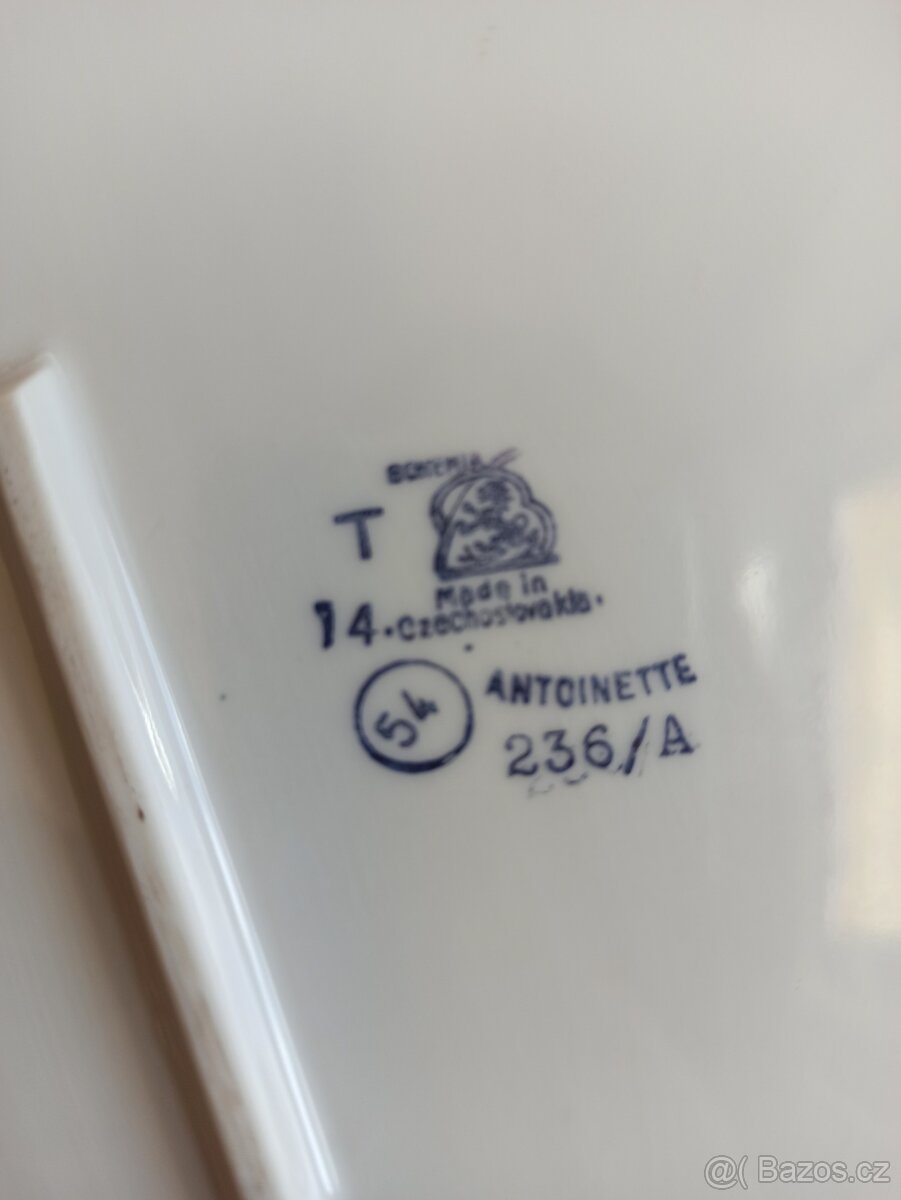 BOHEMIA
T
Made in
14 • Czechoslovakia •
54
ANTOINETTE
236/A
@( Bazos.cz